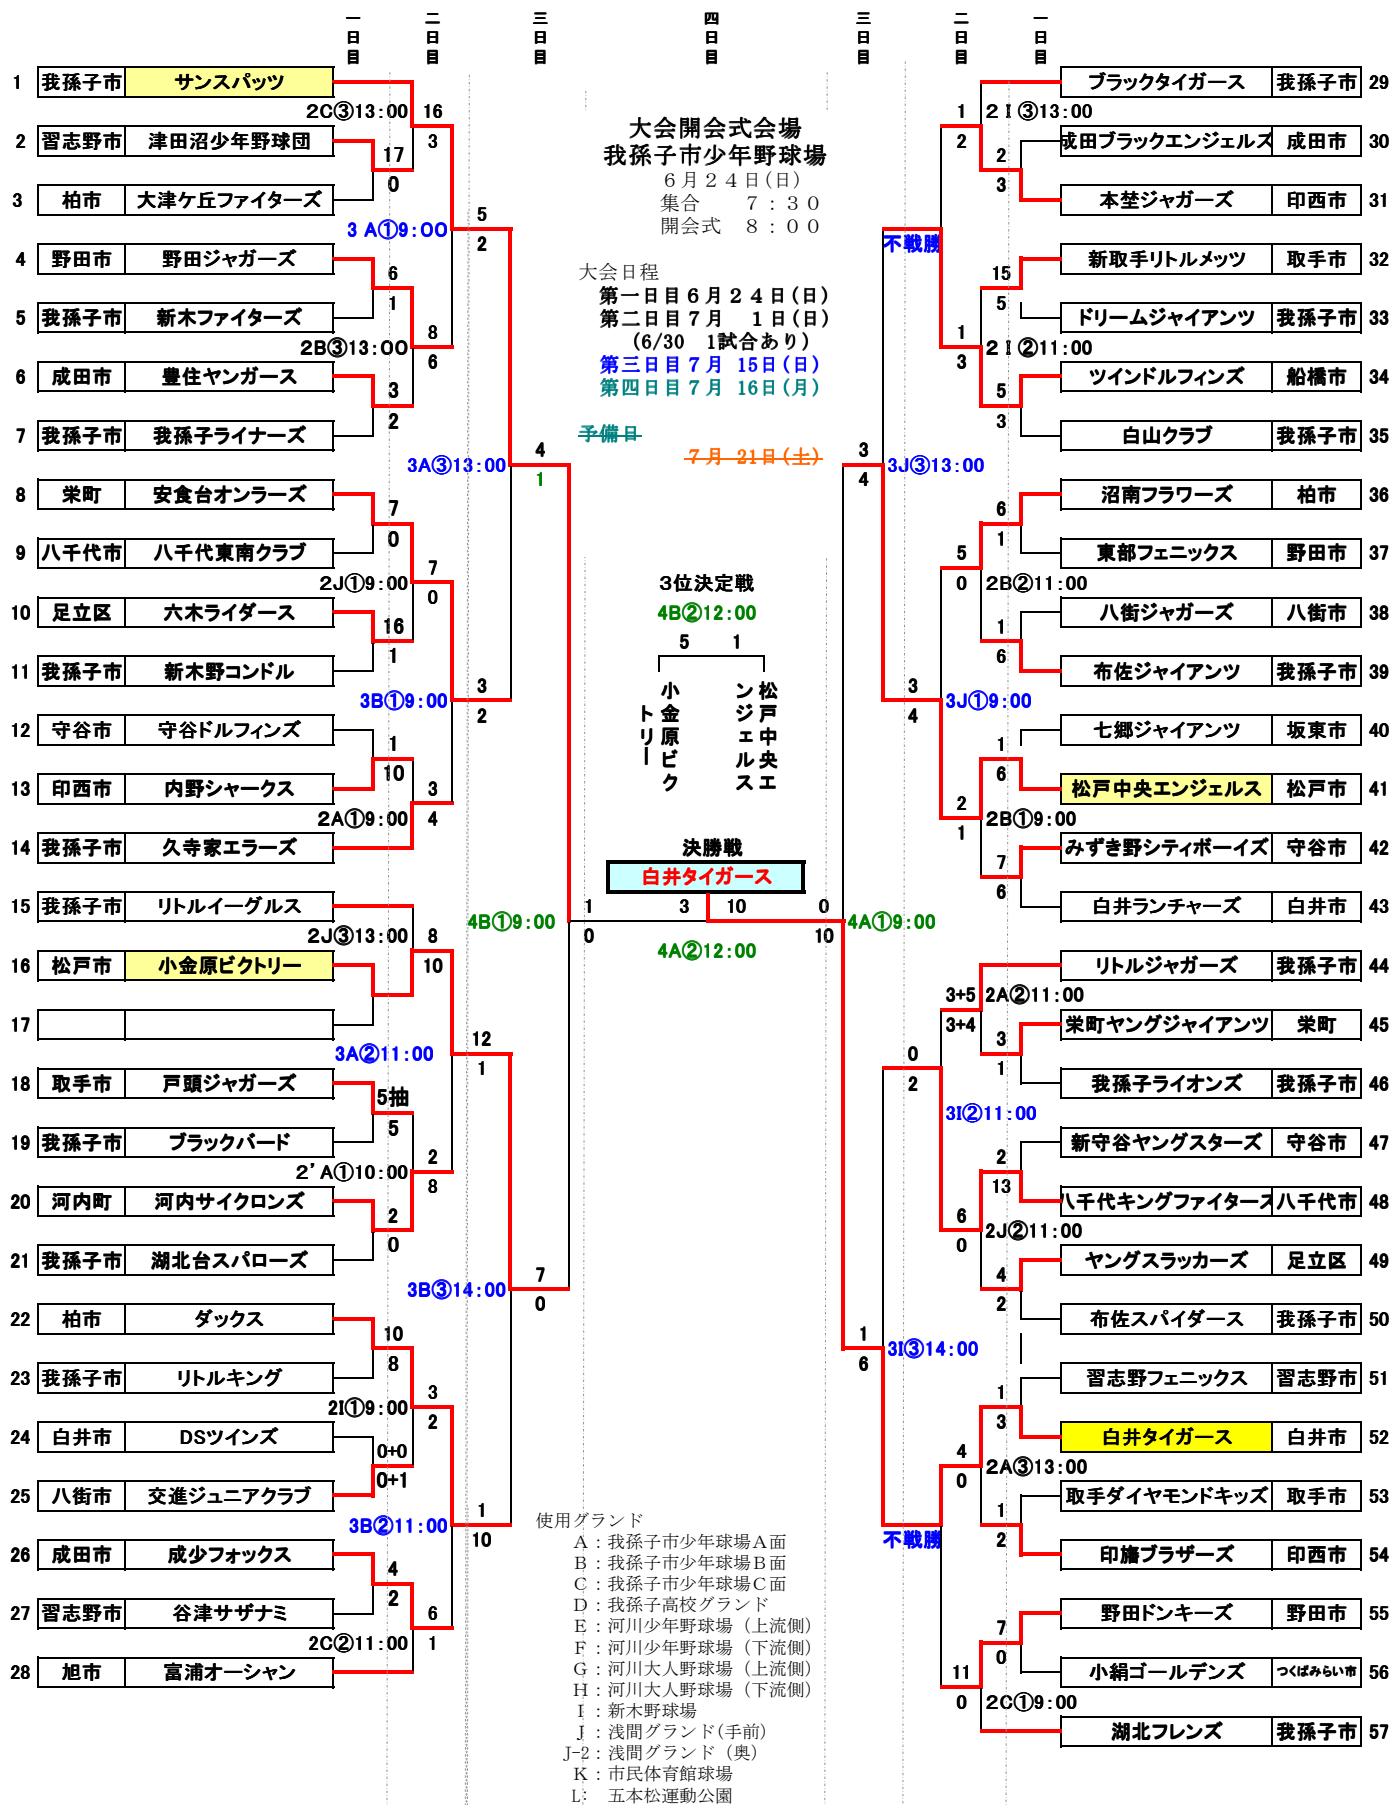 一日目 二日目 三日目 四日目 三日目 二日目 一日目
1 我孫子市 サンスパッツ
2C③13:00 16
3
2 習志野市 津田沼少年野球団
17
0
3 柏市 大津ケ丘ファイターズ
3A①9:00 5
2
4 野田市 野田ジャガーズ
6
1
5 我孫子市 新木ファイターズ
2B③13:00 8
6
6 成田市 豊住ヤンガース
3
2
7 我孫子市 我孫子ライナーズ
3A③13:00 4
1
8 栄町 安食台オンラーズ
7
0
9 八千代市 八千代東南クラブ
2J①9:00 7
0
10 足立区 六木ライダース
16
1
11 我孫子市 新木野コンドル
3B①9:00 3
2
12 守谷市 守谷ドルフィンズ
1
10
13 印西市 内野シャークス
2A①9:00 3
4
14 我孫子市 久寺家エラーズ
15 我孫子市 リトルイーグルス
4B①9:00 1
0
2J③13:00 8
10
16 松戸市 小金原ビクトリー
17
3A②11:00 12
1
18 取手市 戸頭ジャガーズ
5抽
5
19 我孫子市 ブラックバード
2'A①10:00 2
8
20 河内町 河内サイクロンズ
2
0
21 我孫子市 湖北台スパローズ
3B③14:00 7
0
22 柏市 ダックス
10
8
23 我孫子市 リトルキング
2I①9:00 3
2
24 白井市 DSツインズ
0+0
0+1
25 八街市 交進ジュニアクラブ
3B②11:00 1
10
26 成田市 成少フォックス
4
2
27 習志野市 谷津サザナミ
2C②11:00 6
1
28 旭市 富浦オーシャン
大会開会式会場
我孫子市少年野球場
6月24日(日)
集合 7:30
開会式 8:00
大会日程
第一日目6月24日(日)
第二日目7月 1日(日)
(6/30 1試合あり)
第三日目7月 15日(日)
第四日目7月 16日(月)
予備日
7月 21日(土)
3位決定戦
4B②12:00
5 1
小金原ビクトリー
松戸中央エンジェルス
決勝戦
白井タイガース
3 10
4A②12:00
使用グランド
A:我孫子市少年球場A面
B:我孫子市少年球場B面
C:我孫子市少年球場C面
D:我孫子高校グランド
E:河川少年野球場(上流側)
F:河川少年野球場(下流側)
G:河川大人野球場(上流側)
H:河川大人野球場(下流側)
I:新木野球場
J:浅間グランド(手前)
J-2:浅間グランド(奥)
K:市民体育館球場
L: 五本松運動公園
ブラックタイガース 我孫子市 29
1 2I③13:00
2
成田ブラックエンジェルズ 成田市 30
2
3
本埜ジャガーズ 印西市 31
不戦勝
新取手リトルメッツ 取手市 32
15
5
ドリームジャイアンツ 我孫子市 33
1 2I②11:00
3
ツインドルフィンズ 船橋市 34
5
3
白山クラブ 我孫子市 35
3 3J③13:00
4
沼南フラワーズ 柏市 36
6
1
東部フェニックス 野田市 37
5 2B②11:00
0
八街ジャガーズ 八街市 38
1
6
布佐ジャイアンツ 我孫子市 39
3 3J①9:00
4
七郷ジャイアンツ 坂東市 40
1
6
松戸中央エンジェルス 松戸市 41
2 2B①9:00
1
みずき野シティボーイズ 守谷市 42
7
6
白井ランチャーズ 白井市 43
0 4A①9:00
10
リトルジャガーズ 我孫子市 44
3+5 2A②11:00
3+4
栄町ヤングジャイアンツ 栄町 45
3
1
我孫子ライオンズ 我孫子市 46
0 3I②11:00
2
新守谷ヤングスターズ 守谷市 47
2
13
八千代キングファイターズ 八千代市 48
6 2J②11:00
0
ヤングスラッカーズ 足立区 49
4
2
布佐スパイダース 我孫子市 50
1 3I③14:00
6
習志野フェニックス 習志野市 51
1
3
白井タイガース 白井市 52
4 2A③13:00
0
取手ダイヤモンドキッズ 取手市 53
1
2
印旛ブラザーズ 印西市 54
不戦勝
野田ドンキーズ 野田市 55
7
0
小絹ゴールデンズ つくばみらい市 56
11 2C①9:00
0
湖北フレンズ 我孫子市 57